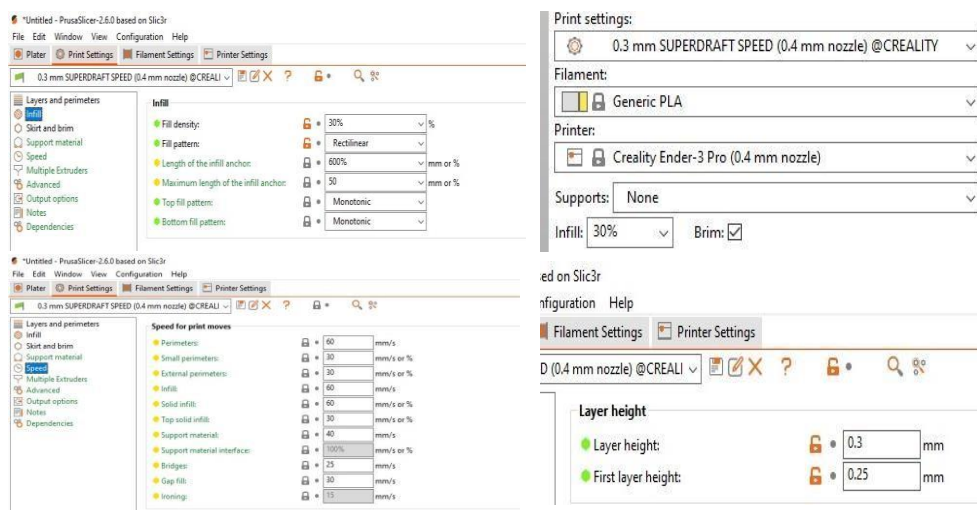 *Untitled - PrusaSlicer-2.6.0 based on Slic3r
File Edit Window View Configuration Help
Plater Print Settings Filament Settings Printer Settings
0.3 mm SUPERDRAFT SPEED (0.4 mm nozzle) @CREALI
Layers and perimeters
Infill
Skirt and brim
Support material
Speed
Multiple Extruders
Advanced
Output options
Notes
Dependencies
Infill
Fill density: 30% %
Fill pattern: Rectilinear
Length of the infill anchor: 600% mm or %
Maximum length of the infill anchor: 50 mm or %
Top fill pattern: Monotonic
Bottom fill pattern: Monotonic
Print settings:
0.3 mm SUPERDRAFT SPEED (0.4 mm nozzle) @CREALITY
Filament:
Generic PLA
Printer:
Creality Ender-3 Pro (0.4 mm nozzle)
Supports: None
Infill: 30% Brim:
*Untitled - PrusaSlicer-2.6.0 based on Slic3r
File Edit Window View Configuration Help
Plater Print Settings Filament Settings Printer Settings
0.3 mm SUPERDRAFT SPEED (0.4 mm nozzle) @CREALI
Layers and perimeters
Infill
Skirt and brim
Support material
Speed
Multiple Extruders
Advanced
Output options
Notes
Dependencies
Speed for print moves
Perimeters: 60 mm/s
Small perimeters: 30 mm/s or %
External perimeters: 30 mm/s or %
Infill: 60 mm/s
Solid infill: 60 mm/s or %
Top solid infill: 30 mm/s or %
Support material: 40 mm/s
Support material interface: 100% mm/s or %
Bridges: 25 mm/s
Gap fill: 30 mm/s
Ironing: 15 mm/s
ed on Slic3r
nfiguration Help
Filament Settings Printer Settings
D (0.4 mm nozzle) @CREALI
Layer height
Layer height: 0.3 mm
First layer height: 0.25 mm